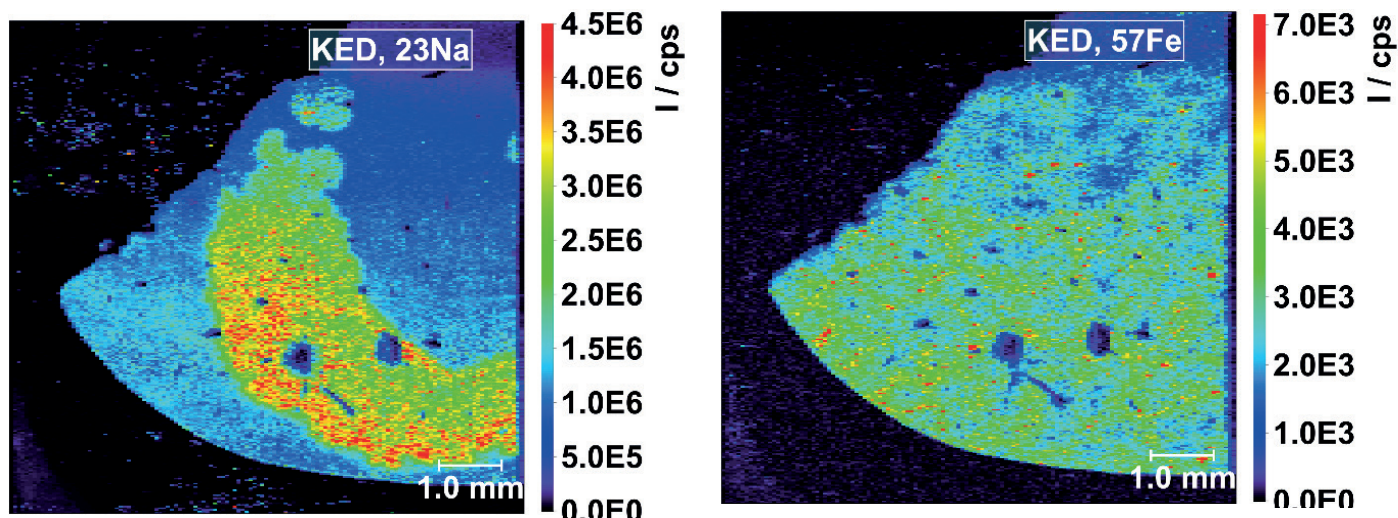 KED, 23Na
4.5E6
4.0E6
3.5E6
3.0E6
2.5E6
2.0E6
1.5E6
1.0E6
5.0E5
0.0E0
I / cps
1.0 mm
KED, 57Fe
7.0E3
6.0E3
5.0E3
4.0E3
3.0E3
2.0E3
1.0E3
0.0E0
I / cps
1.0 mm